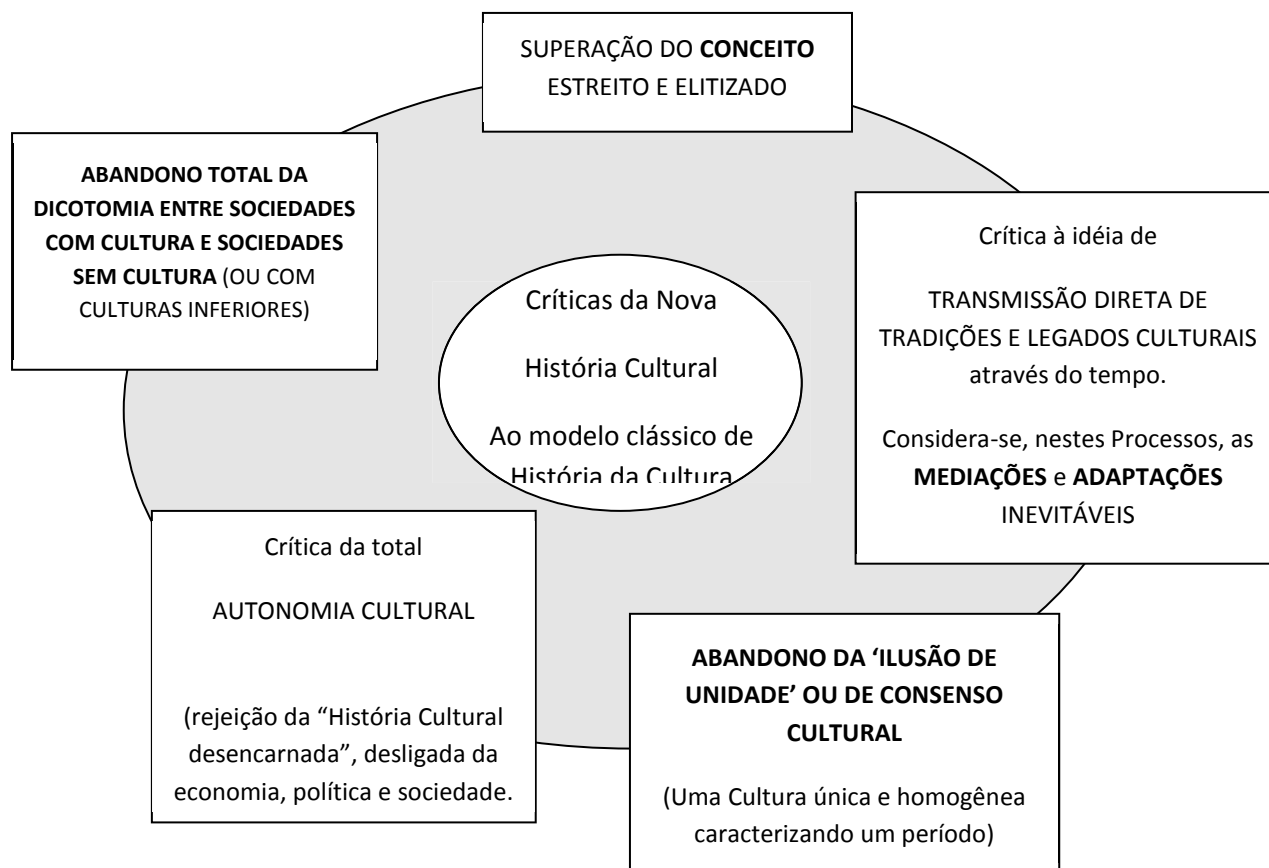 SUPERAÇÃO DO CONCEITO
ESTREITO E ELITIZADO
ABANDONO TOTAL DA
DICOTOMIA ENTRE SOCIEDADES
COM CULTURA E SOCIEDADES
SEM CULTURA (OU COM
CULTURAS INFERIORES)
Crítica à idéia de
TRANSMISSÃO DIRETA DE
TRADIÇÕES E LEGADOS CULTURAIS
através do tempo.
Considera-se, nestes Processos, as
MEDIAÇÕES e ADAPTAÇÕES
INEVITÁVEIS
Críticas da Nova
História Cultural
Ao modelo clássico de
História da Cultura
Crítica da total
AUTONOMIA CULTURAL
(rejeição da “História Cultural
desencarnada”, desligada da
economia, política e sociedade.
ABANDONO DA ‘ILUSÃO DE
UNIDADE’ OU DE CONSENSO
CULTURAL
(Uma Cultura única e homogênea
caracterizando um período)